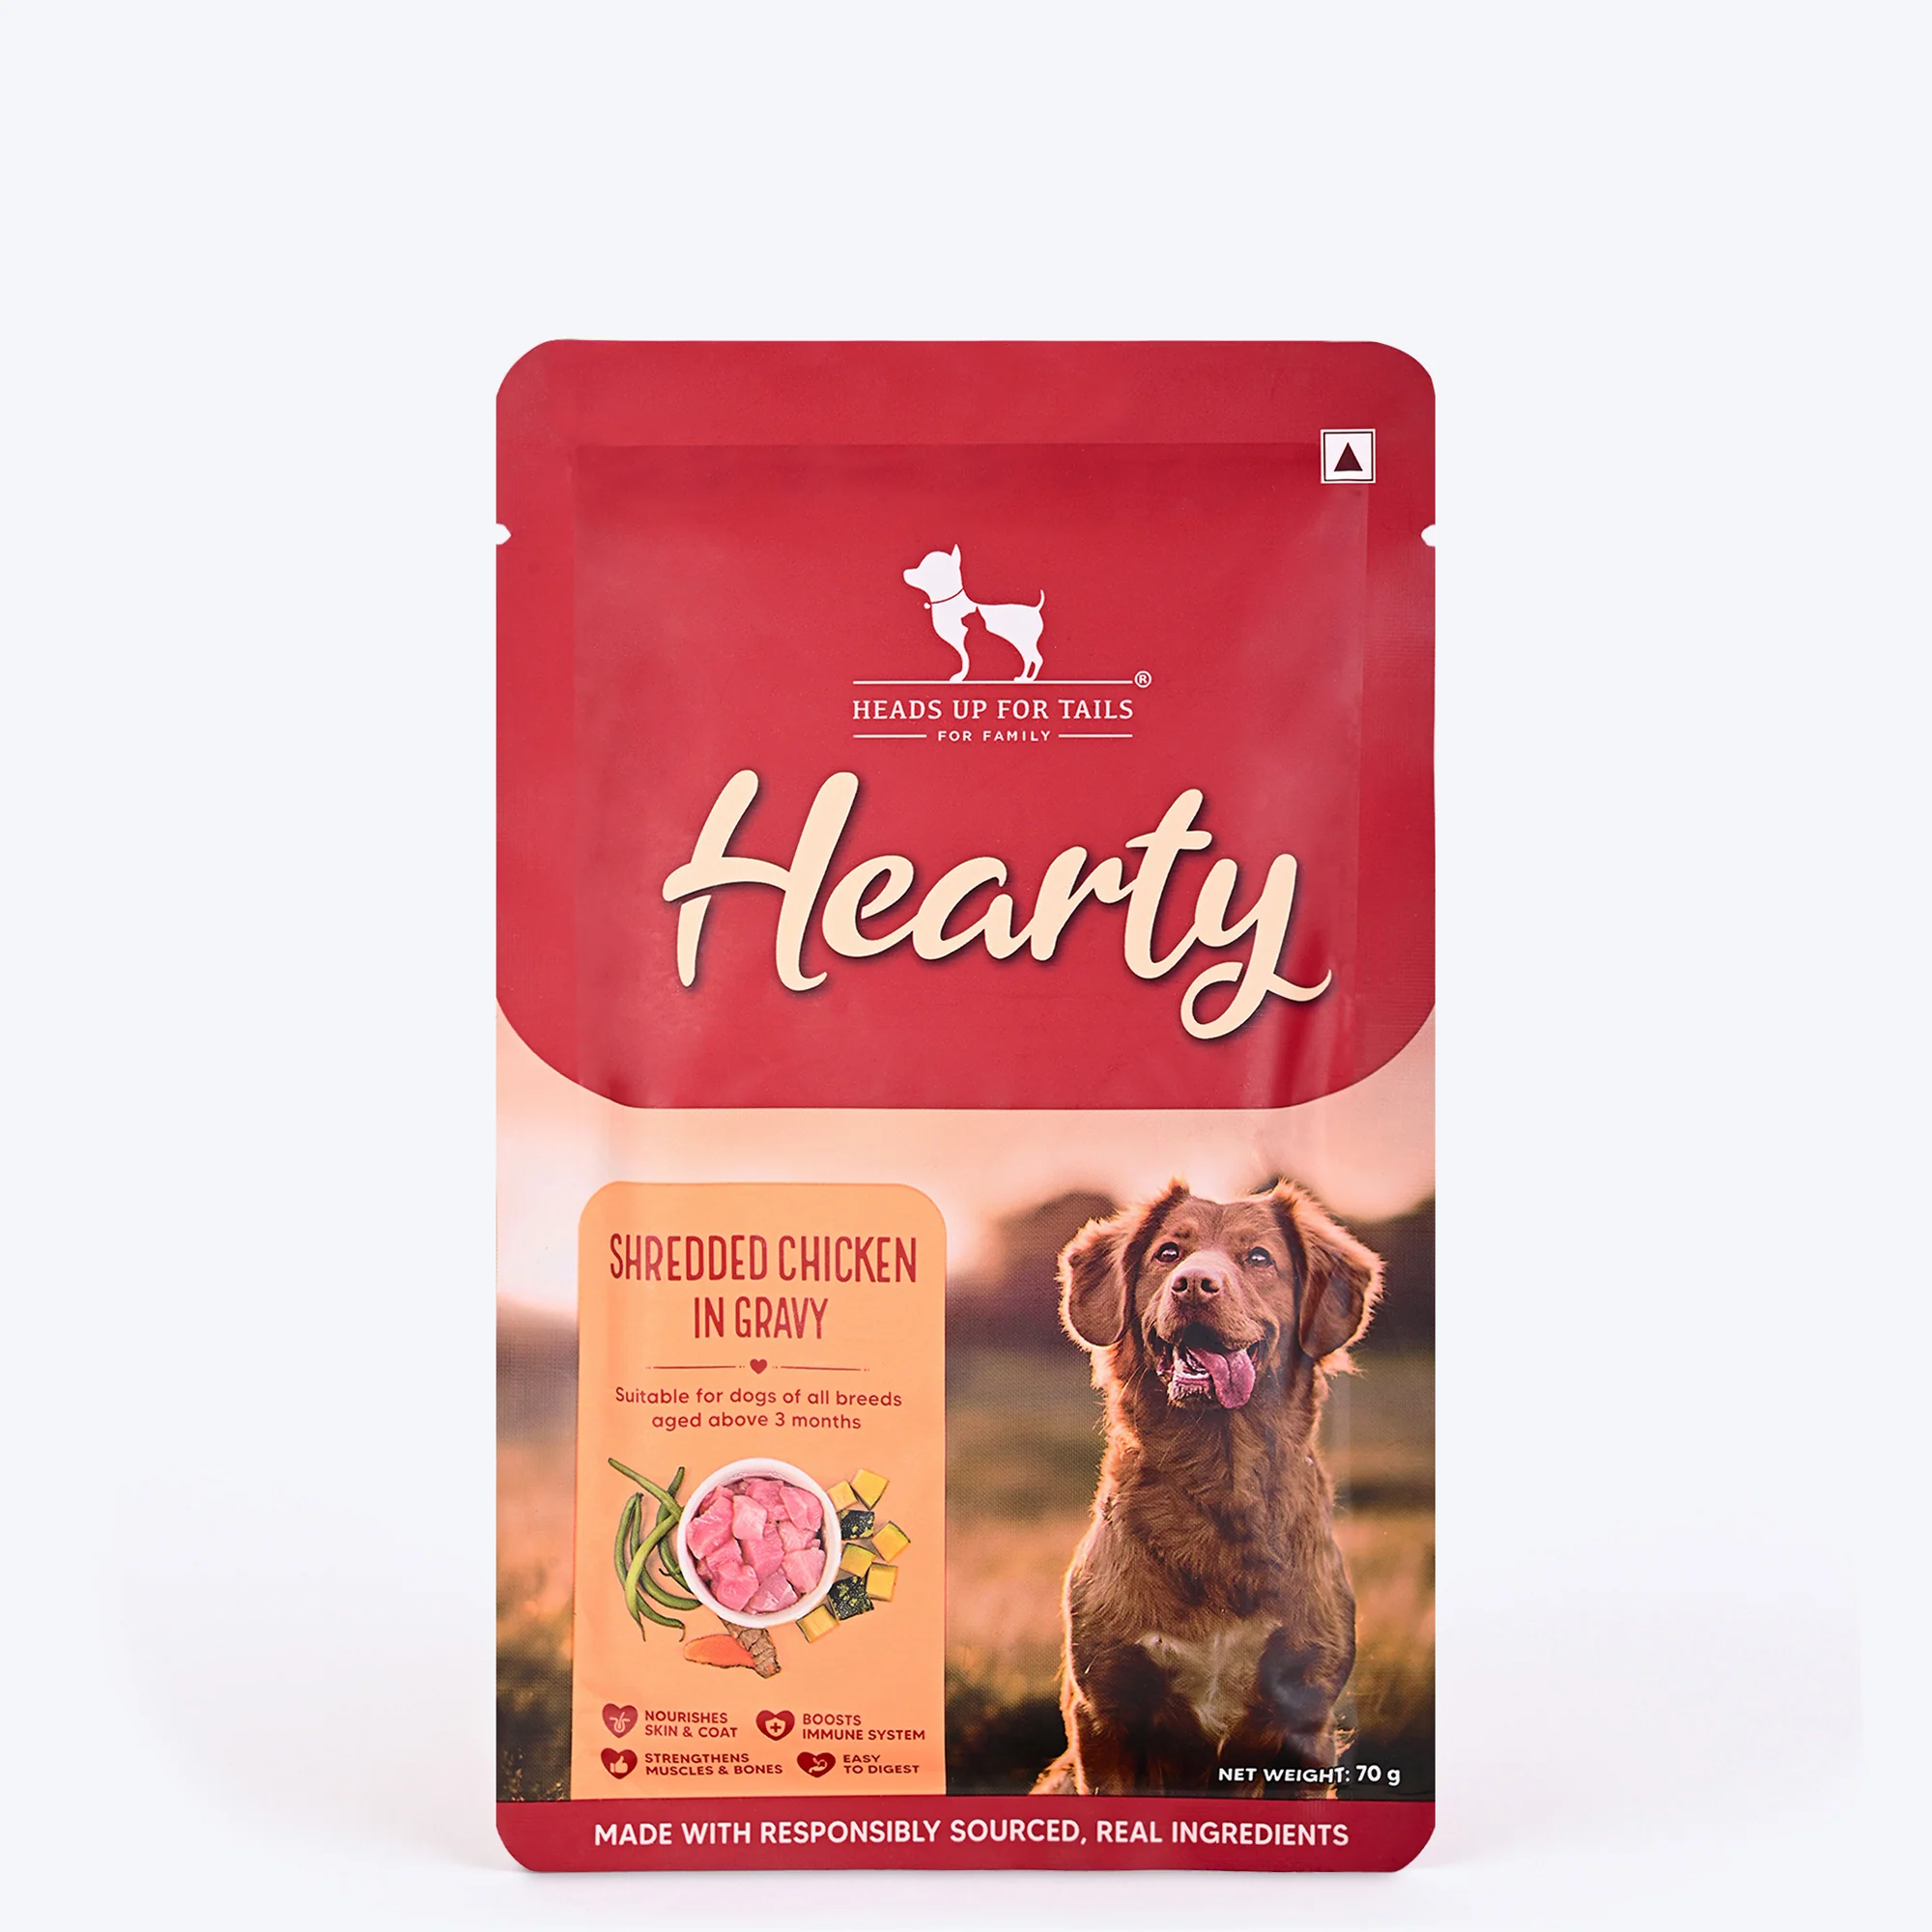 ®
HEADS UP FOR TAILS
FOR FAMILY
Hearty
SHREDDED CHICKEN
IN GRAVY
Suitable for dogs of all breeds
aged above 3 months
NOURISHES
SKIN & COAT
BOOSTS
IMMUNE SYSTEM
STRENGTHENS
MUSCLES & BONES
EASY
TO DIGEST
NET WEIGHT: 70 g
MADE WITH RESPONSIBLY SOURCED, REAL INGREDIENTS